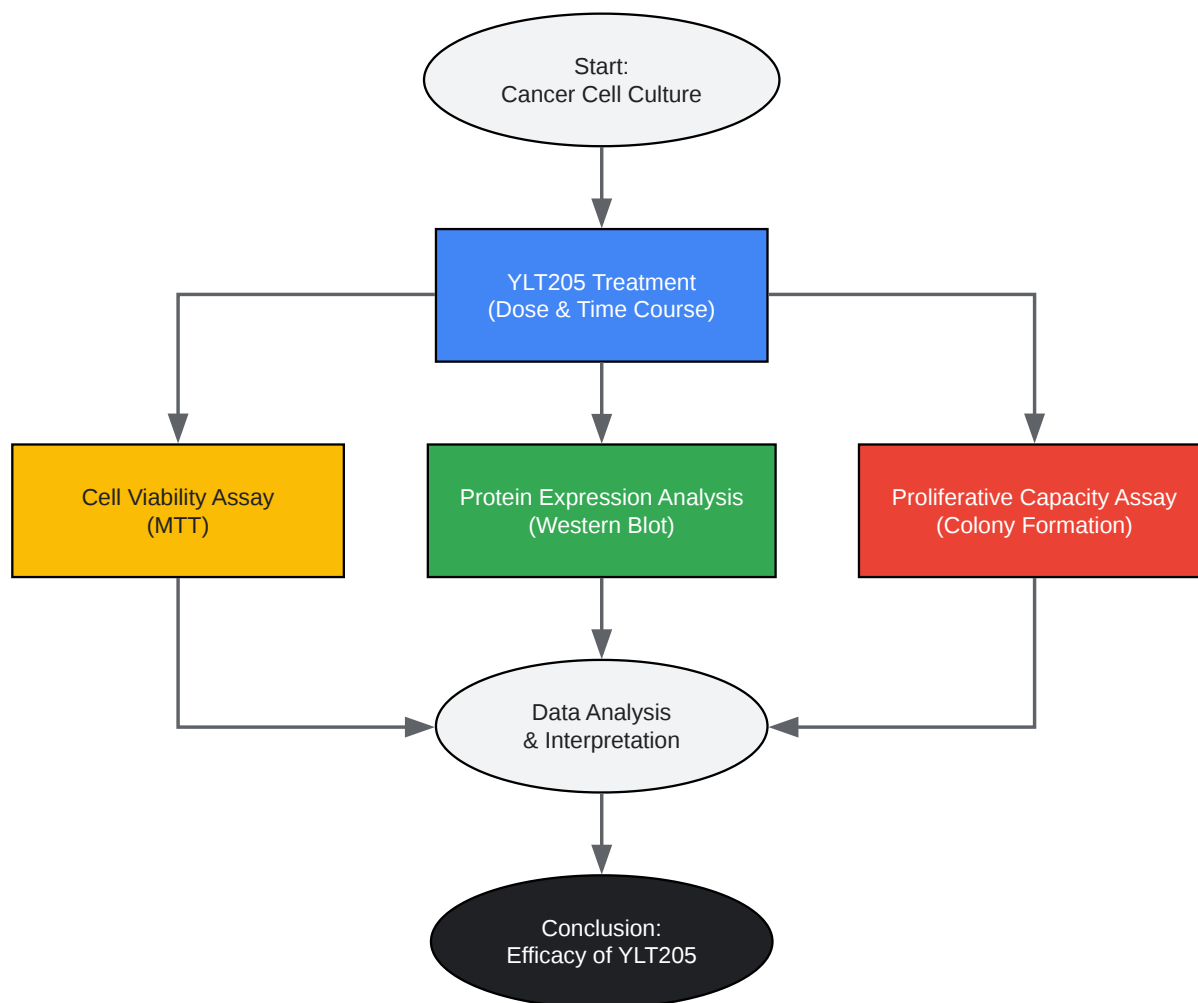 Start:
Cancer Cell Culture
YLT205 Treatment
(Dose & Time Course)
Cell Viability Assay
(MTT)
Protein Expression Analysis
(Western Blot)
Proliferative Capacity Assay
(Colony Formation)
Data Analysis
& Interpretation
Conclusion:
Efficacy of YLT205